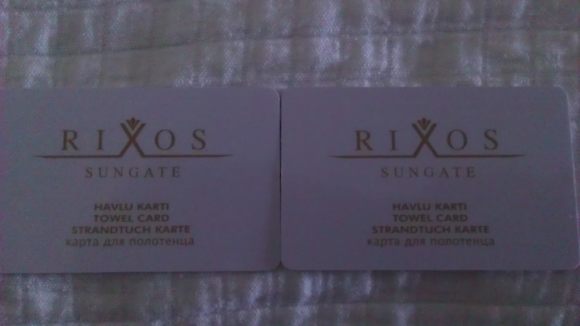 RIXOS
SUNGATE
HAVLU KARTI
TOWEL CARD
STRANDTUCH KARTE
карта для полотенца
RIXOS
SUNGATE
HAVLU KARTI
TOWEL CARD
STRANDTUCH KARTE
карта для полотенца